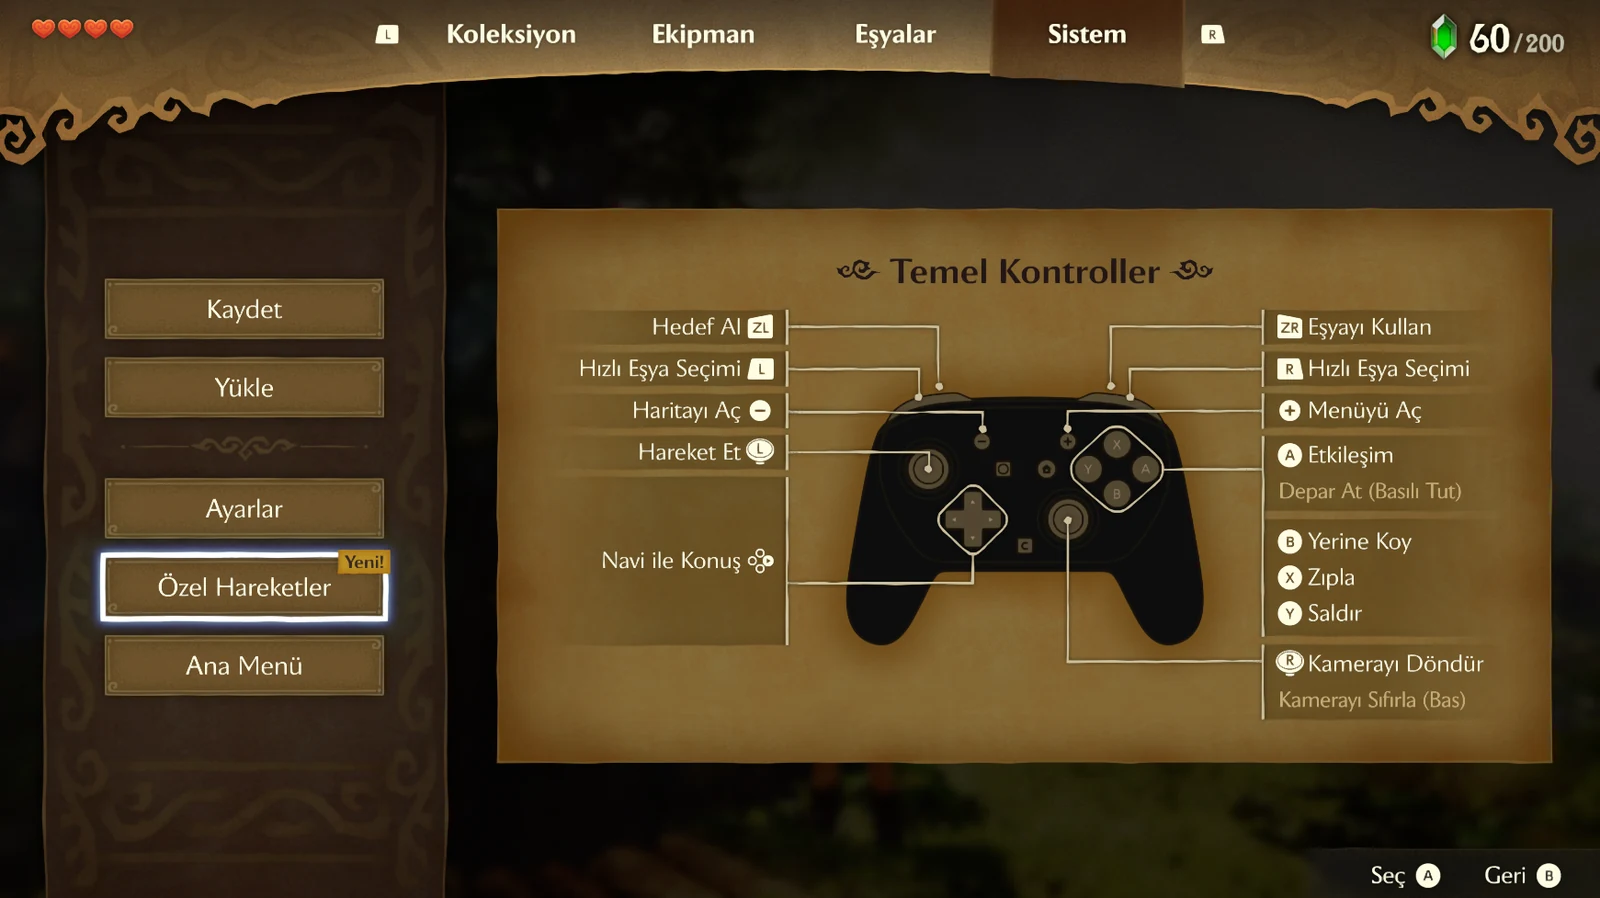 L Koleksiyon Ekipman Eşyalar Sistem R
60/200
Kaydet
Yükle
Ayarlar
Yeni!
Özel Hareketler
Ana Menü
Temel Kontroller
Hedef Al ZL
Hızlı Eşya Seçimi L
Haritayı Aç
Hareket Et L
Navi ile Konuş
X
Y A
B
C
ZR Eşyayı Kullan
R Hızlı Eşya Seçimi
Menüyü Aç
A Etkileşim
Depar At (Basılı Tut)
B Yerine Koy
X Zıpla
Y Saldır
R Kamerayı Döndür
Kamerayı Sıfırla (Bas)
Seç A Geri B